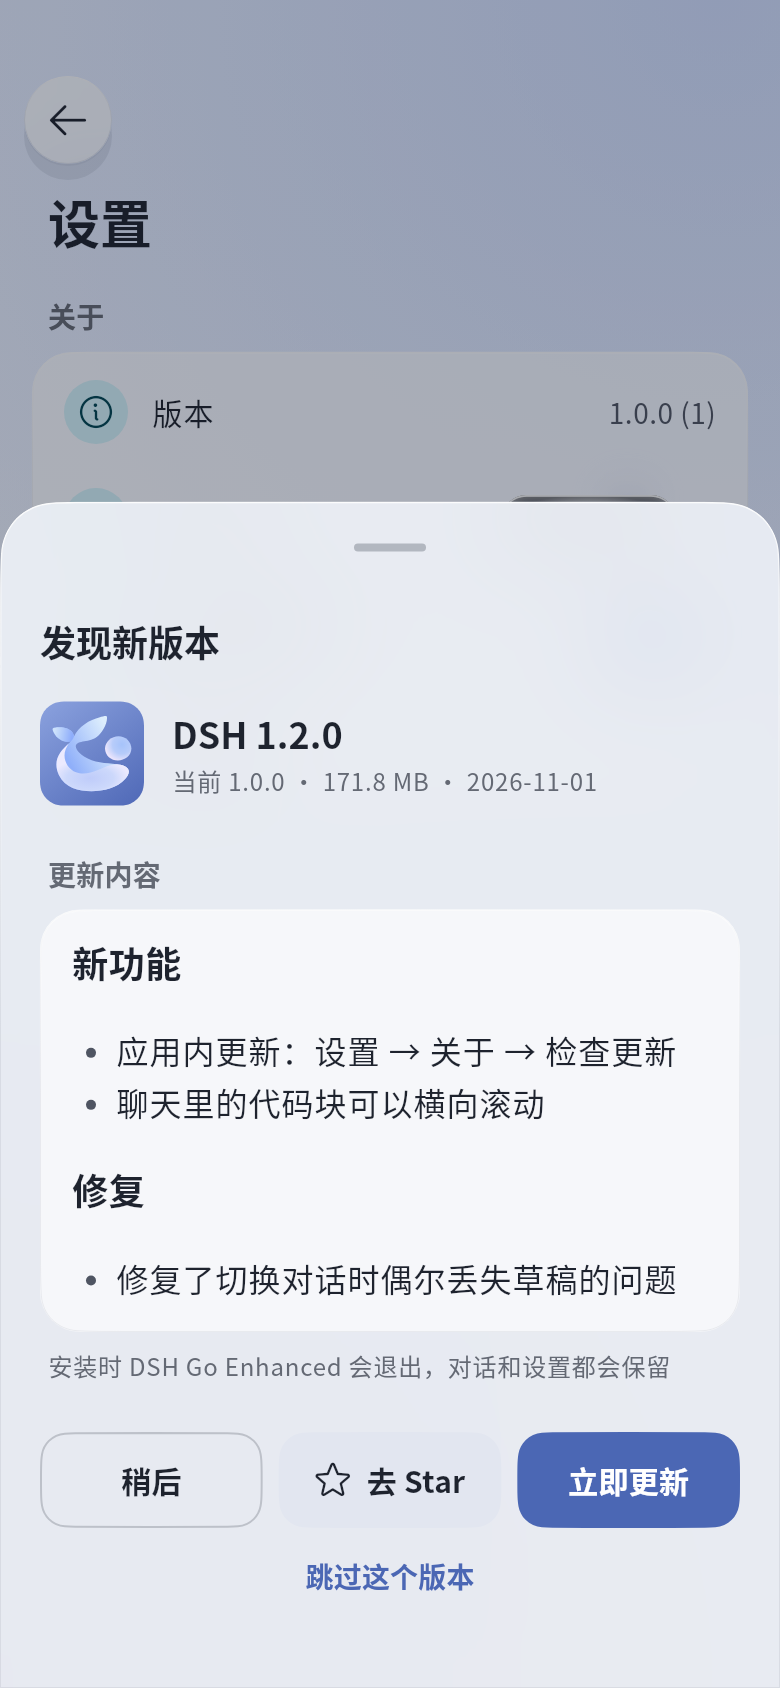 设置
关于
版本 1.0.0 (1)
发现新版本
DSH 1.2.0
当前 1.0.0 · 171.8 MB · 2026-11-01
更新内容
新功能
• 应用内更新：设置 → 关于 → 检查更新
• 聊天里的代码块可以横向滚动
修复
• 修复了切换对话时偶尔丢失草稿的问题
安装时 DSH Go Enhanced 会退出，对话和设置都会保留
稍后 去 Star 立即更新
跳过这个版本